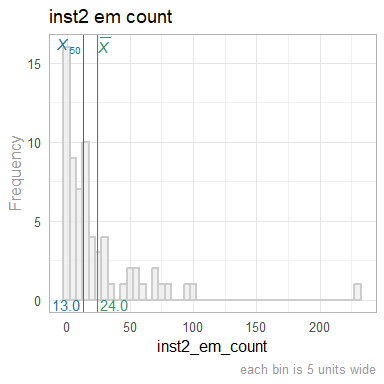 inst2 em count
X50 X̄
15
10
5
0
Frequency
13.0 24.0
0 50 100 150 200
inst2_em_count
each bin is 5 units wide